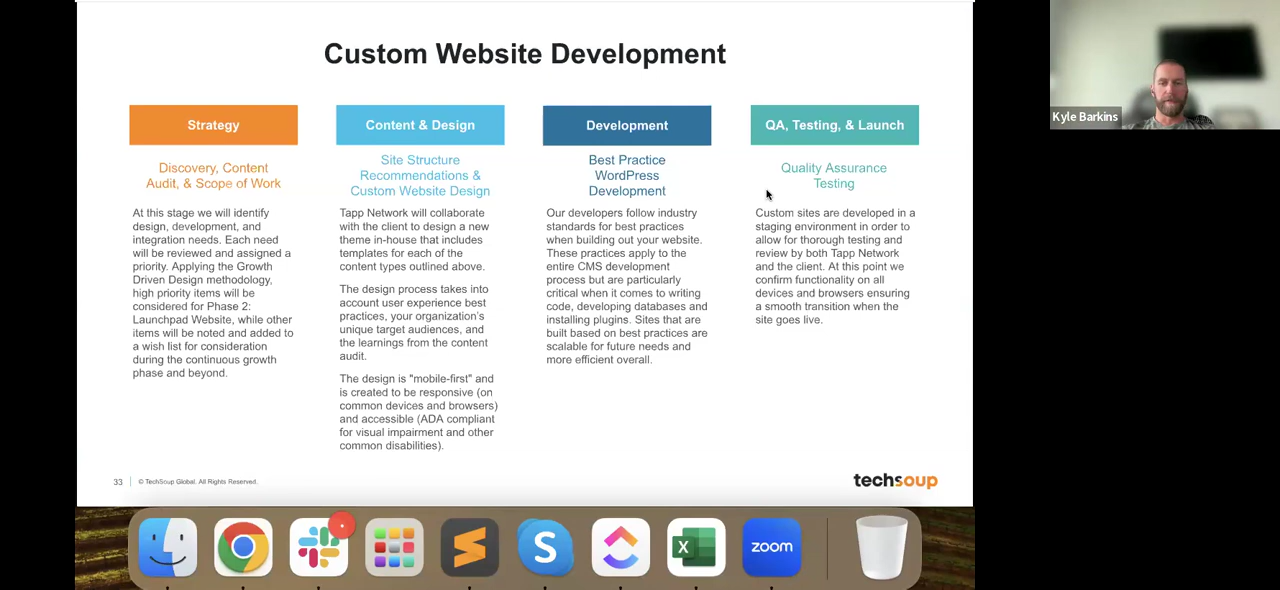 Custom Website Development
Strategy
Discovery, Content
Audit, & Scope of Work
At this stage we will identify
design, development, and
integration needs. Each need
will be reviewed and assigned a
priority. Applying the Growth
Driven Design methodology,
high priority items will be
considered for Phase 2:
Launchpad Website, while other
items will be noted and added to
a wish list for consideration
during the continuous growth
phase and beyond.
Content & Design
Site Structure
Recommendations &
Custom Website Design
Tapp Network will collaborate
with the client to design a new
theme in-house that includes
templates for each of the
content types outlined above.
The design process takes into
account user experience best
practices, your organization's
unique target audiences, and
the learnings from the content
audit.
The design is "mobile-first" and
is created to be responsive (on
common devices and browsers)
and accessible (ADA compliant
for visual impairment and other
common disabilities).
Development
Best Practice
WordPress
Development
Our developers follow industry
standards for best practices
when building out your website.
These practices apply to the
entire CMS development
process but are particularly
critical when it comes to writing
code, developing databases and
installing plugins. Sites that are
built based on best practices are
scalable for future needs and
more efficient overall.
QA, Testing, & Launch
Quality Assurance
Testing
Custom sites are developed in a
staging environment in order to
allow for thorough testing and
review by both Tapp Network
and the client. At this point we
confirm functionality on all
devices and browsers ensuring
a smooth transition when the
site goes live.
33
© TechSoup Global. All Rights Reserved.
techsoup
S
X
zoom
Kyle Barkins